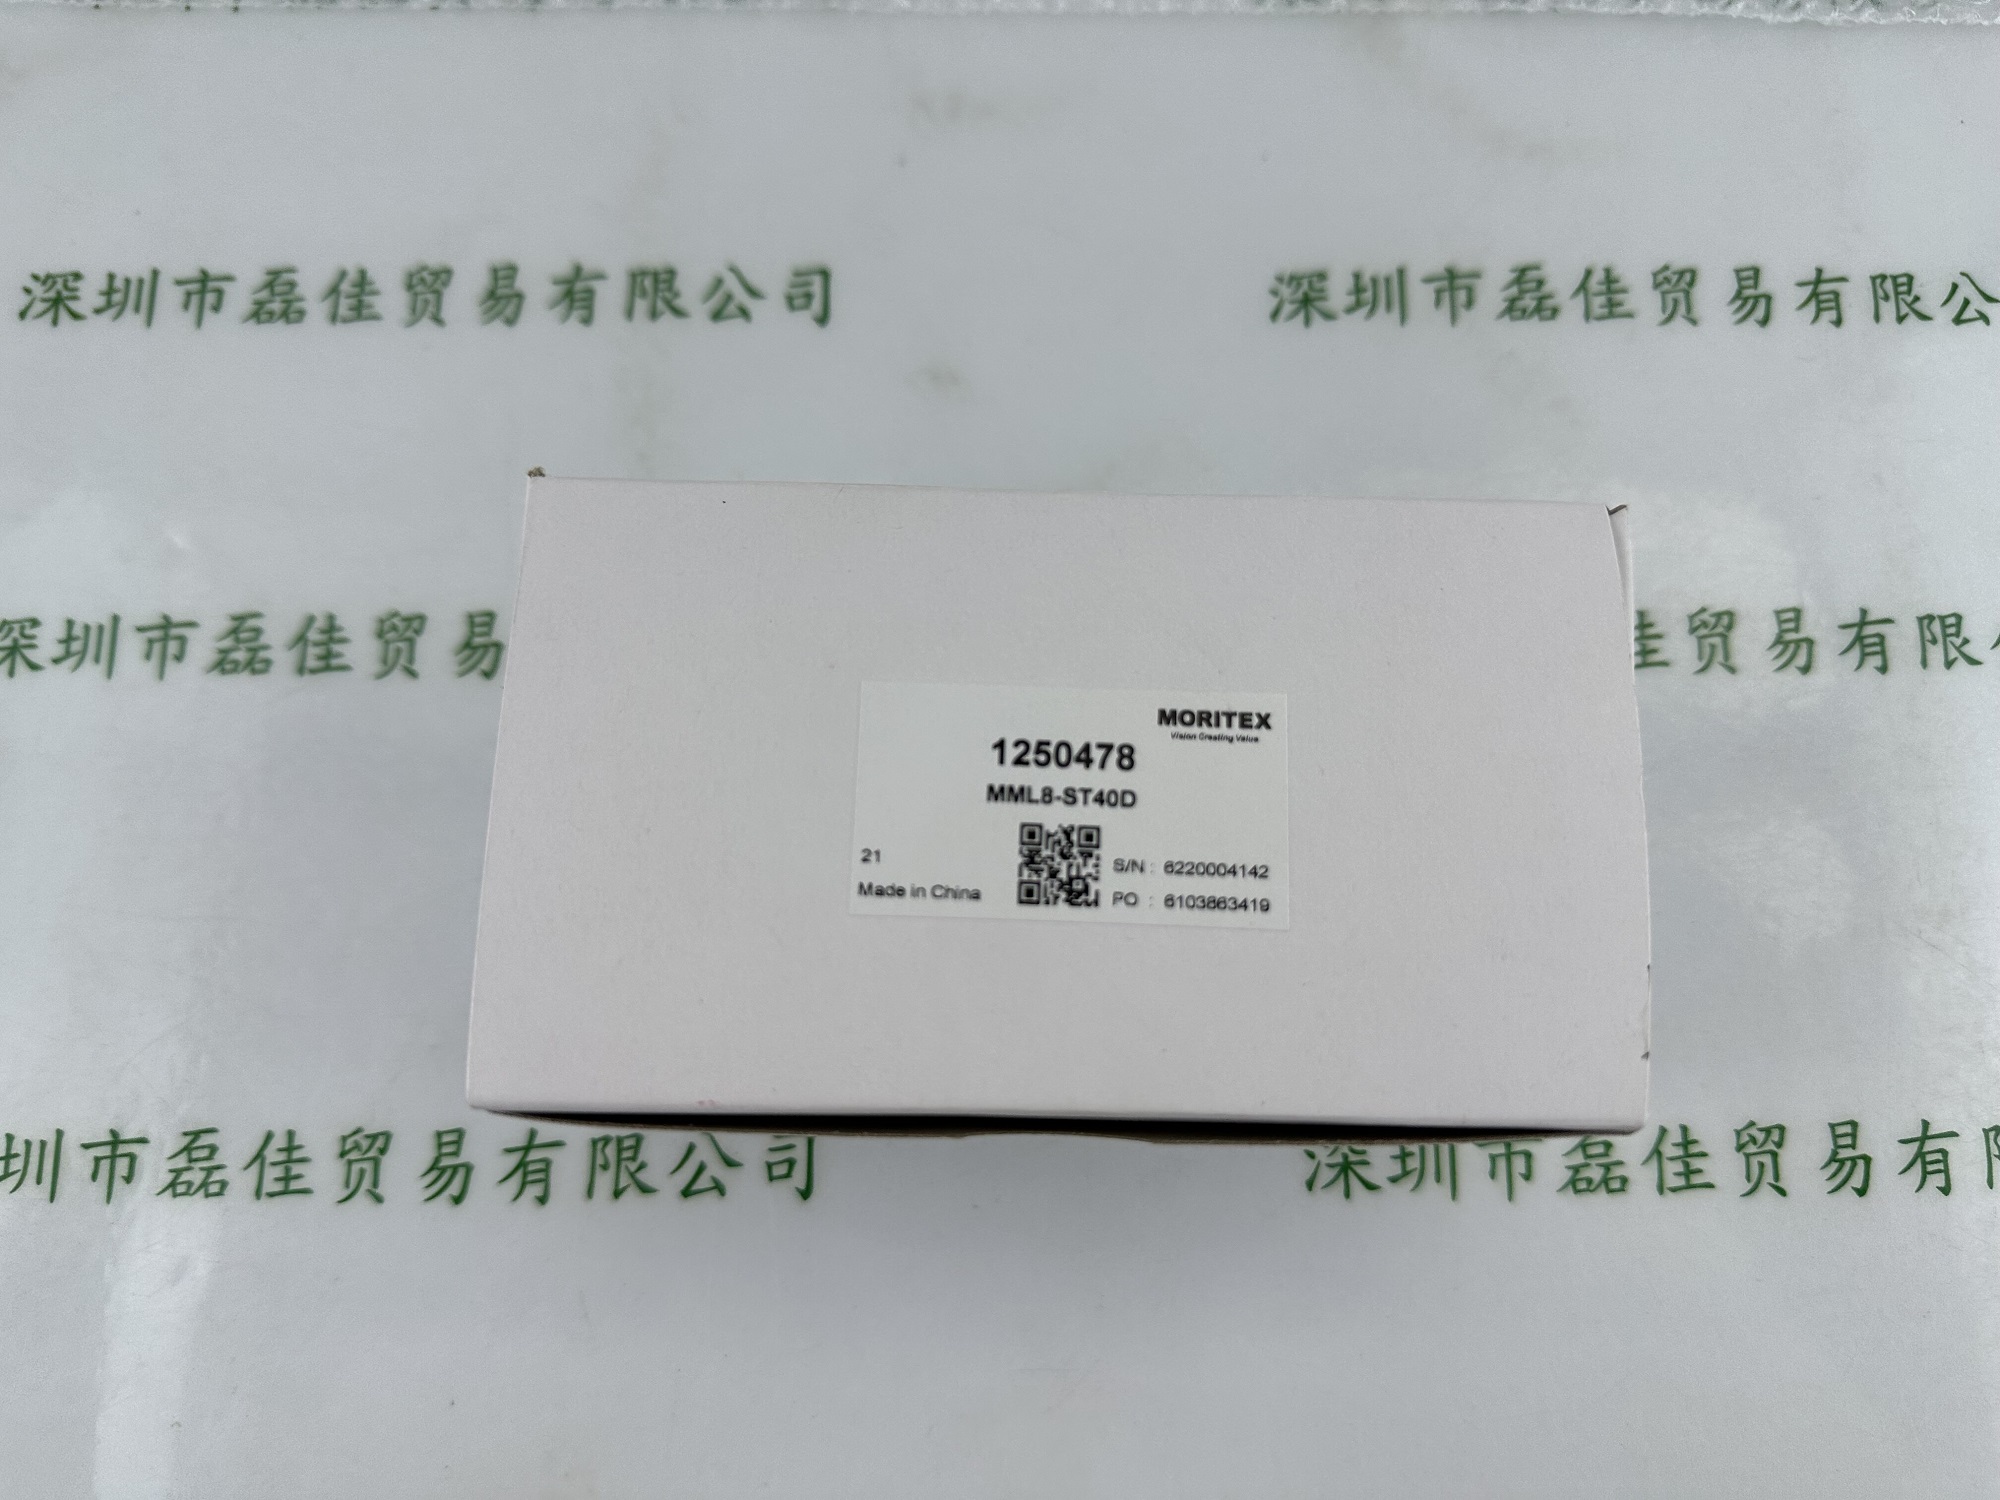 深圳市磊佳贸易有限公司
深圳市磊佳贸易有限公
深圳市磊佳贸易
佳贸易有限
MORITEX
Vision Creating Value
1250478
MML8-ST40D
21
S/N : 6220004142
Made in China
PO : 6103863419
圳市磊佳贸易有限公司
深圳市磊佳贸易有限